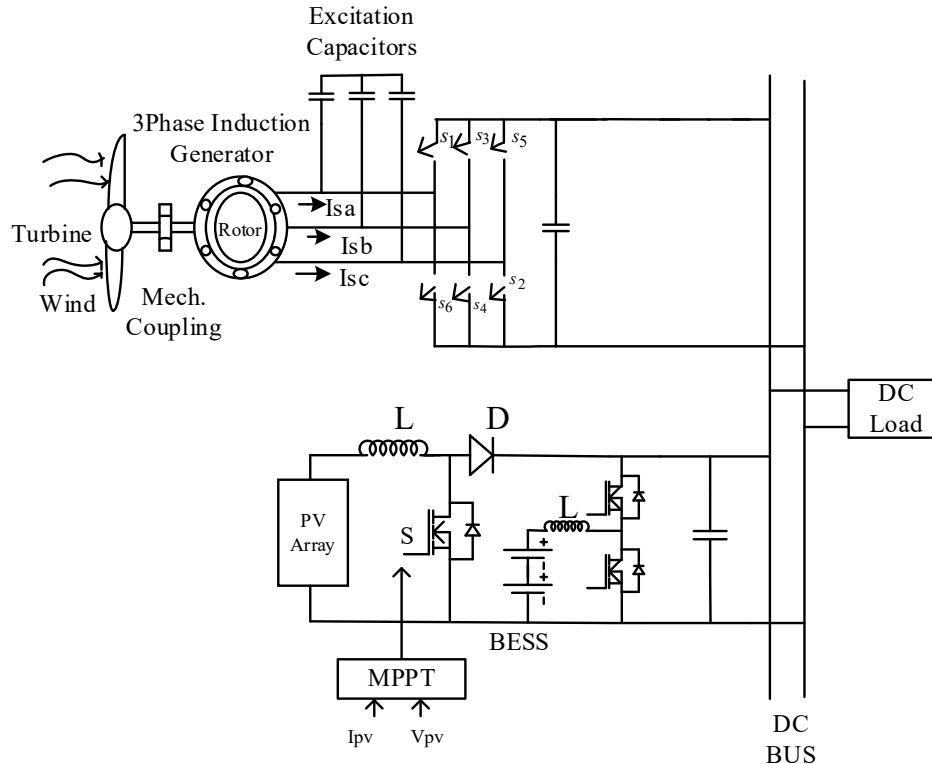 Excitation
Capacitors
3Phase Induction
Generator
s1
s3
s5
Isa
Turbine
Rotor
Isb
Isc
s2
Wind
Mech.
Coupling
s6
s4
DC
Load
L
D
PV
Array
S
L
+
+
BESS
MPPT
Ipv
Vpv
DC
BUS